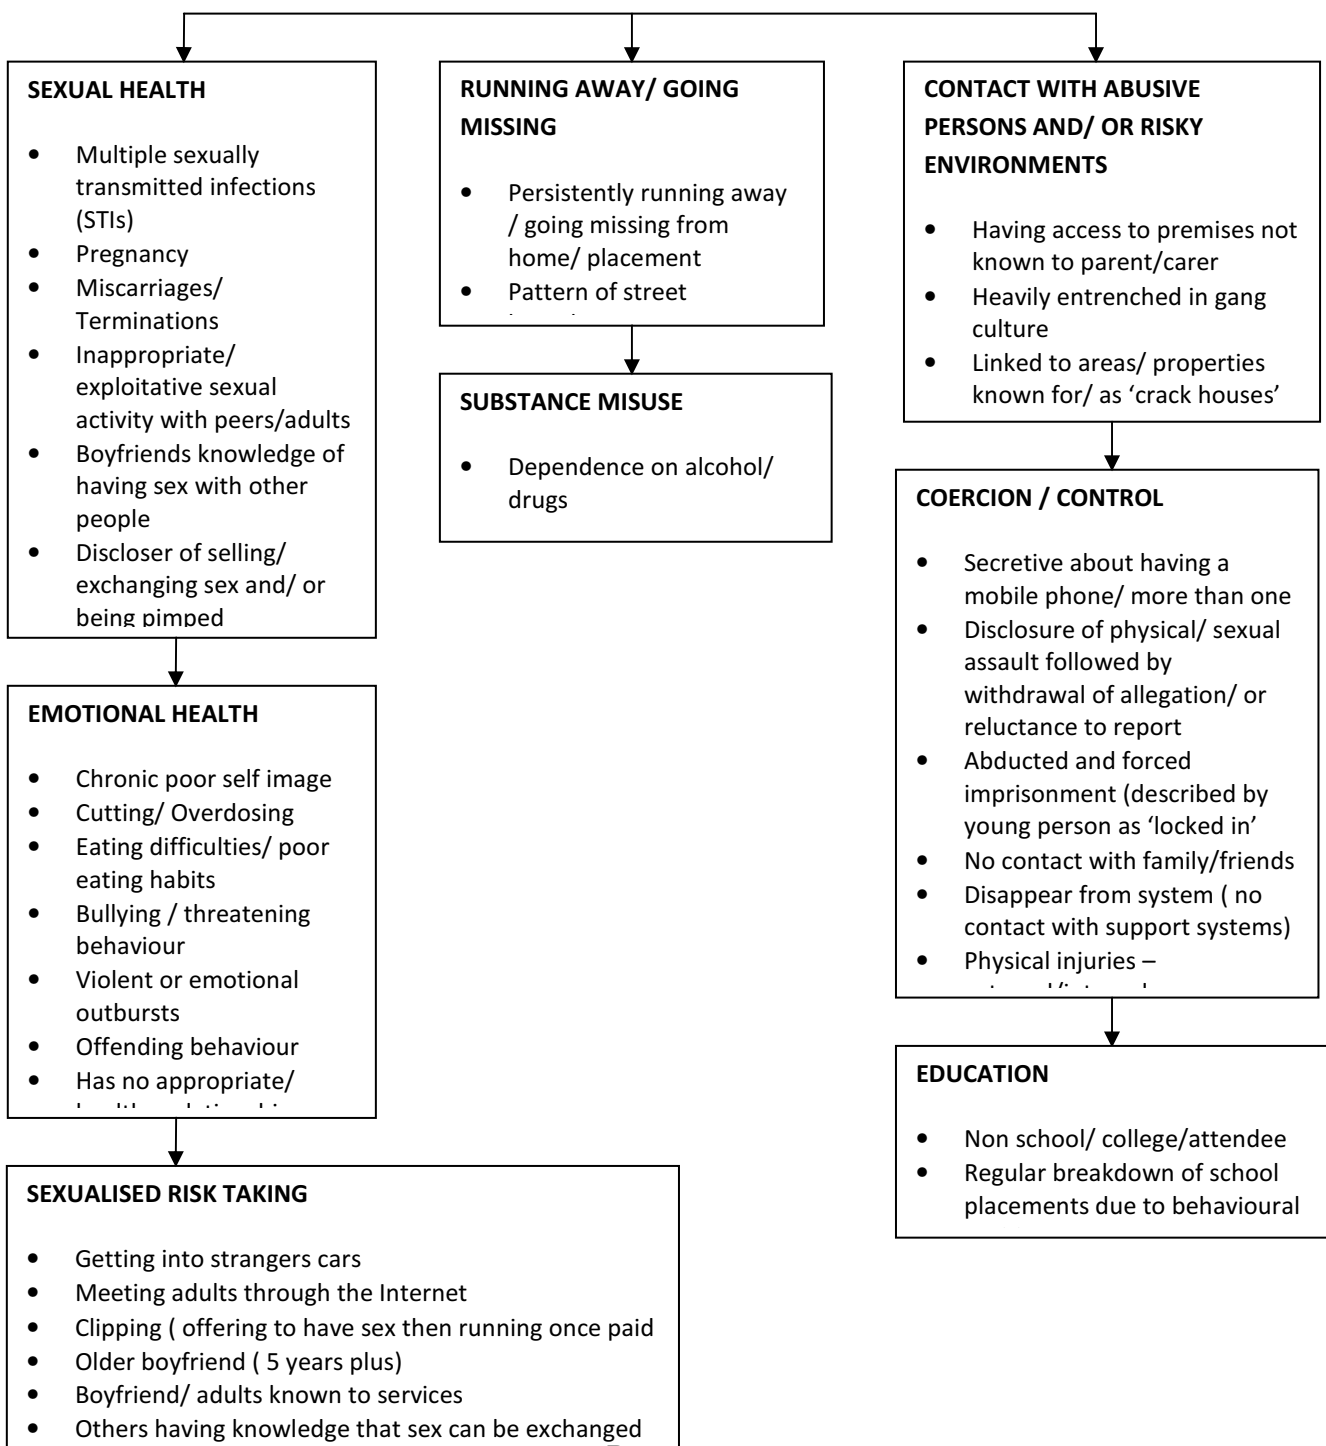 SEXUAL HEALTH
• Multiple sexually
transmitted infections
(STIs)
• Pregnancy
• Miscarriages/
Terminations
• Inappropriate/
exploitative sexual
activity with peers/adults
• Boyfriends knowledge of
having sex with other
people
• Discloser of selling/
exchanging sex and/ or
being pimped
EMOTIONAL HEALTH
• Chronic poor self image
• Cutting/ Overdosing
• Eating difficulties/ poor
eating habits
• Bullying / threatening
behaviour
• Violent or emotional
outbursts
• Offending behaviour
• Has no appropriate/
SEXUALISED RISK TAKING
• Getting into strangers cars
• Meeting adults through the Internet
• Clipping ( offering to have sex then running once paid
• Older boyfriend ( 5 years plus)
• Boyfriend/ adults known to services
• Others having knowledge that sex can be exchanged
RUNNING AWAY/ GOING
MISSING
• Persistently running away
/ going missing from
home/ placement
• Pattern of street
SUBSTANCE MISUSE
• Dependence on alcohol/
drugs
CONTACT WITH ABUSIVE
PERSONS AND/ OR RISKY
ENVIRONMENTS
• Having access to premises not
known to parent/carer
• Heavily entrenched in gang
culture
• Linked to areas/ properties
known for/ as ‘crack houses’
COERCION / CONTROL
• Secretive about having a
mobile phone/ more than one
• Disclosure of physical/ sexual
assault followed by
withdrawal of allegation/ or
reluctance to report
• Abducted and forced
imprisonment (described by
young person as ‘locked in’
• No contact with family/friends
• Disappear from system ( no
contact with support systems)
• Physical injuries –
EDUCATION
• Non school/ college/attendee
• Regular breakdown of school
placements due to behavioural